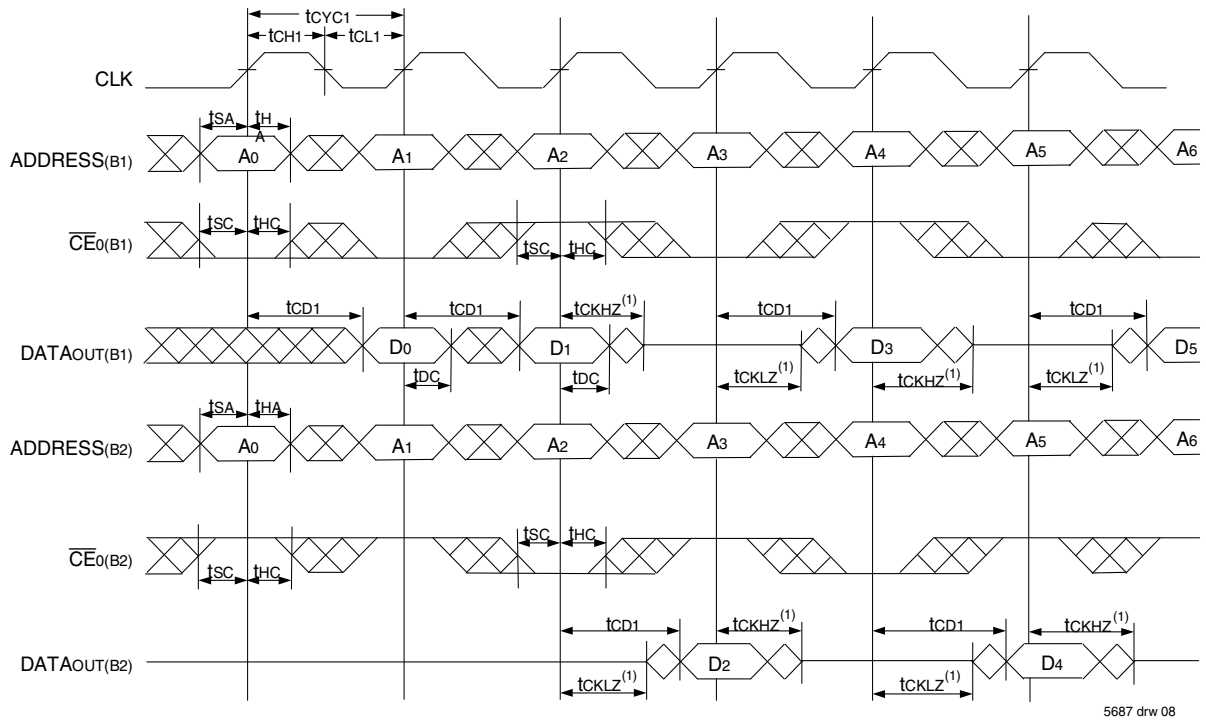 tCYC1
tCH1 tCL1
CLK
tSA tH
A
ADDRESS(B1) A0 A1 A2 A3 A4 A5 A6
tSC tHC
CE0(B1) tSC tHC
tCD1 tCD1 tCKHZ(1) tCD1 tCD1
DATAOUT(B1) D0 D1 D3 D5
tDC tDC tCKLZ(1) tCKHZ(1) tCKLZ(1)
tSA tHA
ADDRESS(B2) A0 A1 A2 A3 A4 A5 A6
tSC tHC
CE0(B2)
tSC tHC
tCD1 tCKHZ(1) tCD1 tCKHZ(1)
DATAOUT(B2) D2 D4
tCKLZ(1) tCKLZ(1)
5687 drw 08